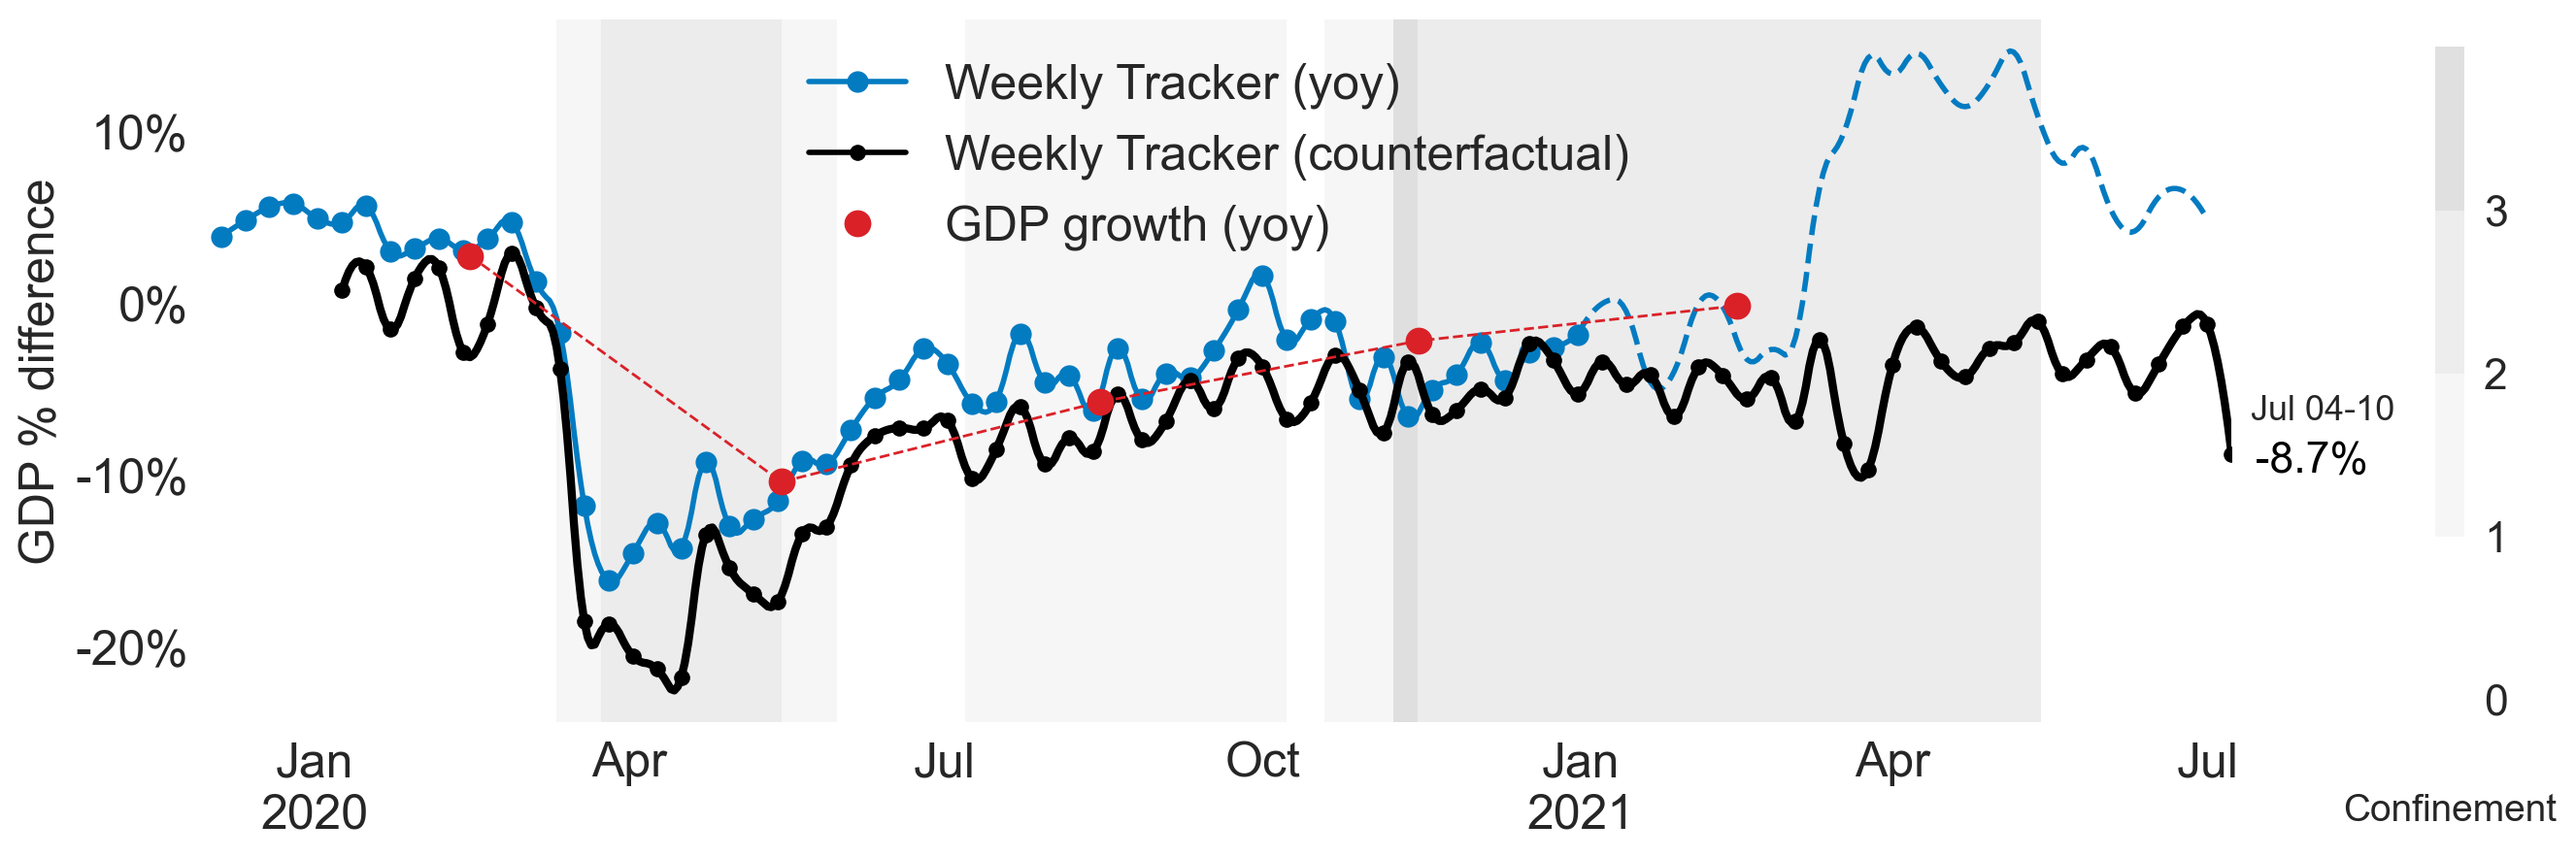 Weekly Tracker (yoy)
Weekly Tracker (counterfactual)
GDP growth (yoy)
GDP % difference
10%
0%
-10%
-20%
Jan
2020
Apr
Jul
Oct
Jan
2021
Apr
Jul
Jul 04-10
-8.7%
3
2
1
0
Confinement